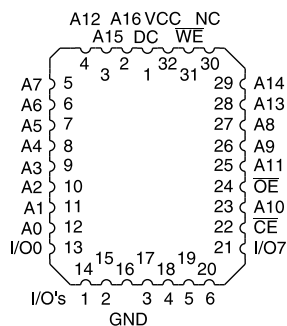 A12 A16 VCC NC
A15 DC WE
4 2 32 30
3 1 31
A7 5 29 A14
A6 6 28 A13
A5 7 27 A8
A4 8 26 A9
A3 9 25 A11
A2 10 24 OE
A1 11 23 A10
A0 12 22 CE
I/O0 13 21 I/O7
15 17 19
14 16 18 20
I/O's 1 2 3 4 5 6
GND